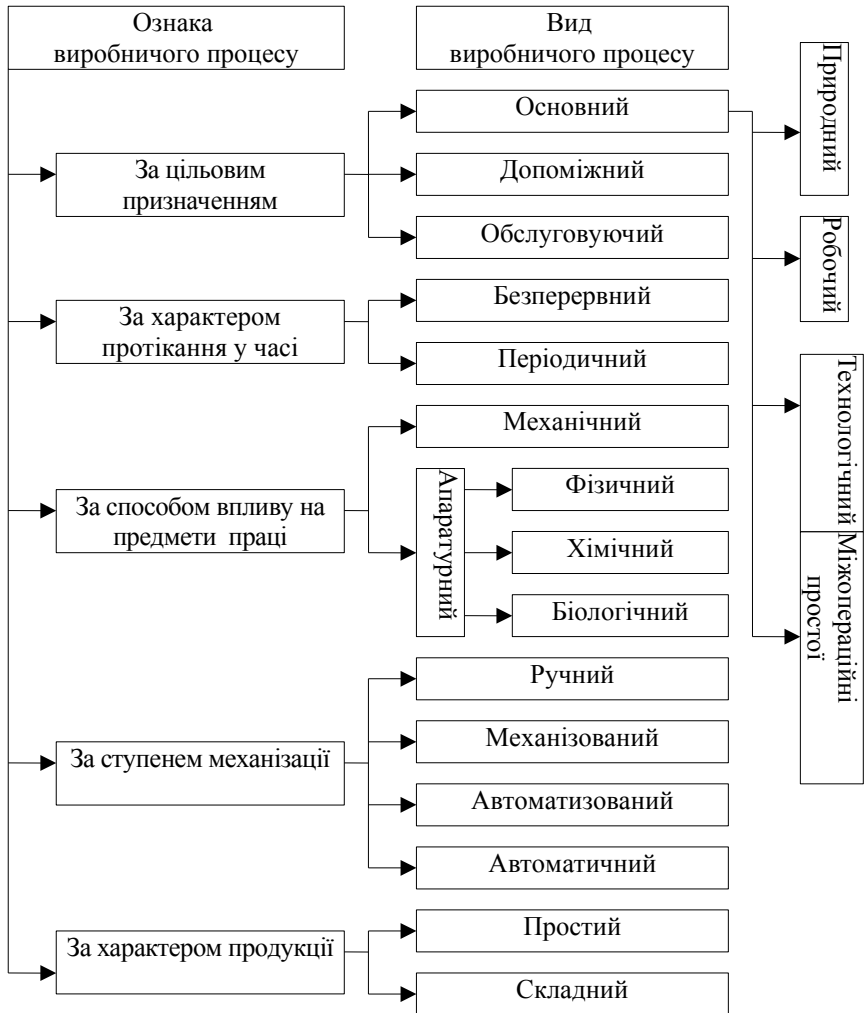 Ознака
виробничого процесу
Вид
виробничого процесу
Природний
Основний
За цільовим
призначенням
Допоміжний
Обслуговуючий
Робочий
За характером
протікання у часі
Безперервний
Періодичний
Технологічний
Механічний
За способом впливу на
предмети праці
Апаратурний
Фізичний
Хімічний
Біологічний
Міжопераційні
простої
За ступенем механізації
Ручний
Механізований
Автоматизований
Автоматичний
За характером продукції
Простий
Складний